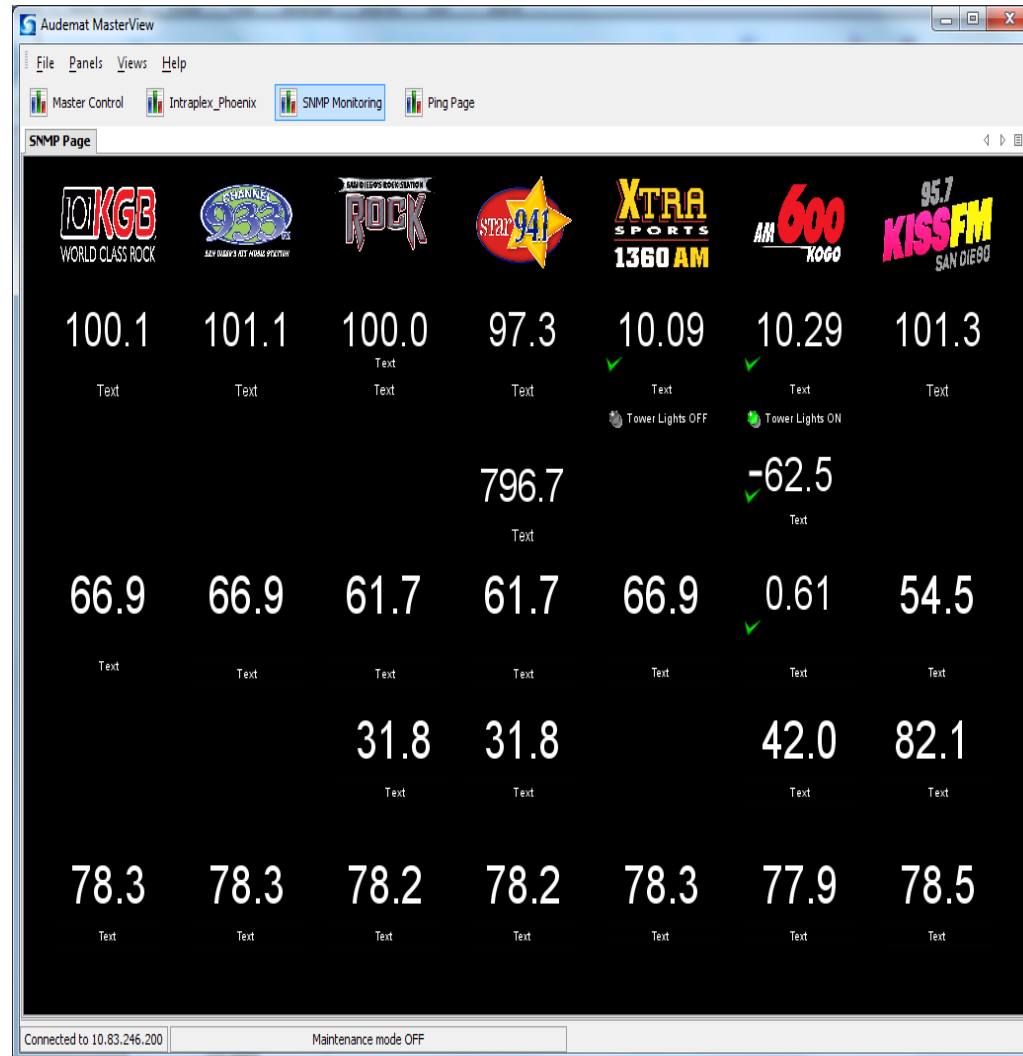 Audemat MasterView
File Panels Views Help
Master Control Intraplex_Phoenix SNMP Monitoring Ping Page
SNMP Page
101 KGB
WORLD CLASS ROCK
CHANNEL
933
SAN DIEGO'S HIT MUSIC STATION
SAN DIEGO'S ROCK STATION
ROCK
STAR 941
XTRA
SPORTS
1360 AM
AM 600
KOGO
95.7
KISSFM
SAN DIEGO
100.1 101.1 100.0 97.3 10.09 10.29 101.3
Text
Text Text Text Text Text Text Text
Tower Lights OFF Tower Lights ON
796.7 -62.5
Text Text
66.9 66.9 61.7 61.7 66.9 0.61 54.5
Text Text Text Text Text Text Text
31.8 31.8 42.0 82.1
Text Text Text Text
78.3 78.3 78.2 78.2 78.3 77.9 78.5
Text Text Text Text Text Text Text
Connected to 10.83.246.200 Maintenance mode OFF